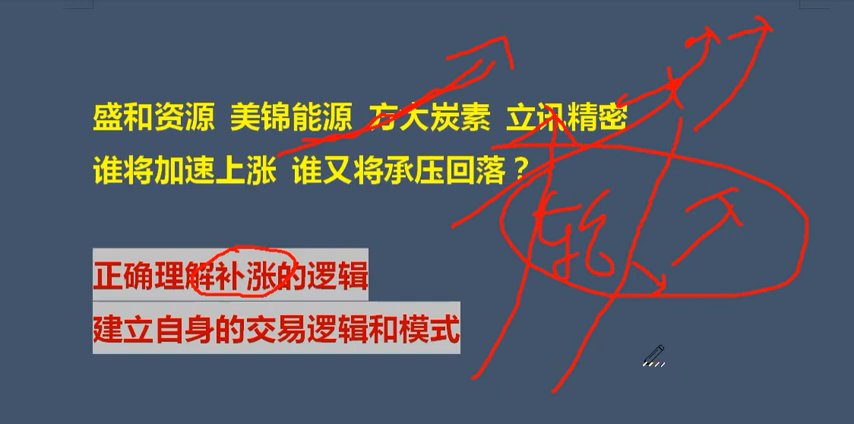 盛和资源 美锦能源 方大炭素 立讯精密
谁将加速上涨 谁又将承压回落？
正确理解补涨的逻辑
建立自身的交易逻辑和模式